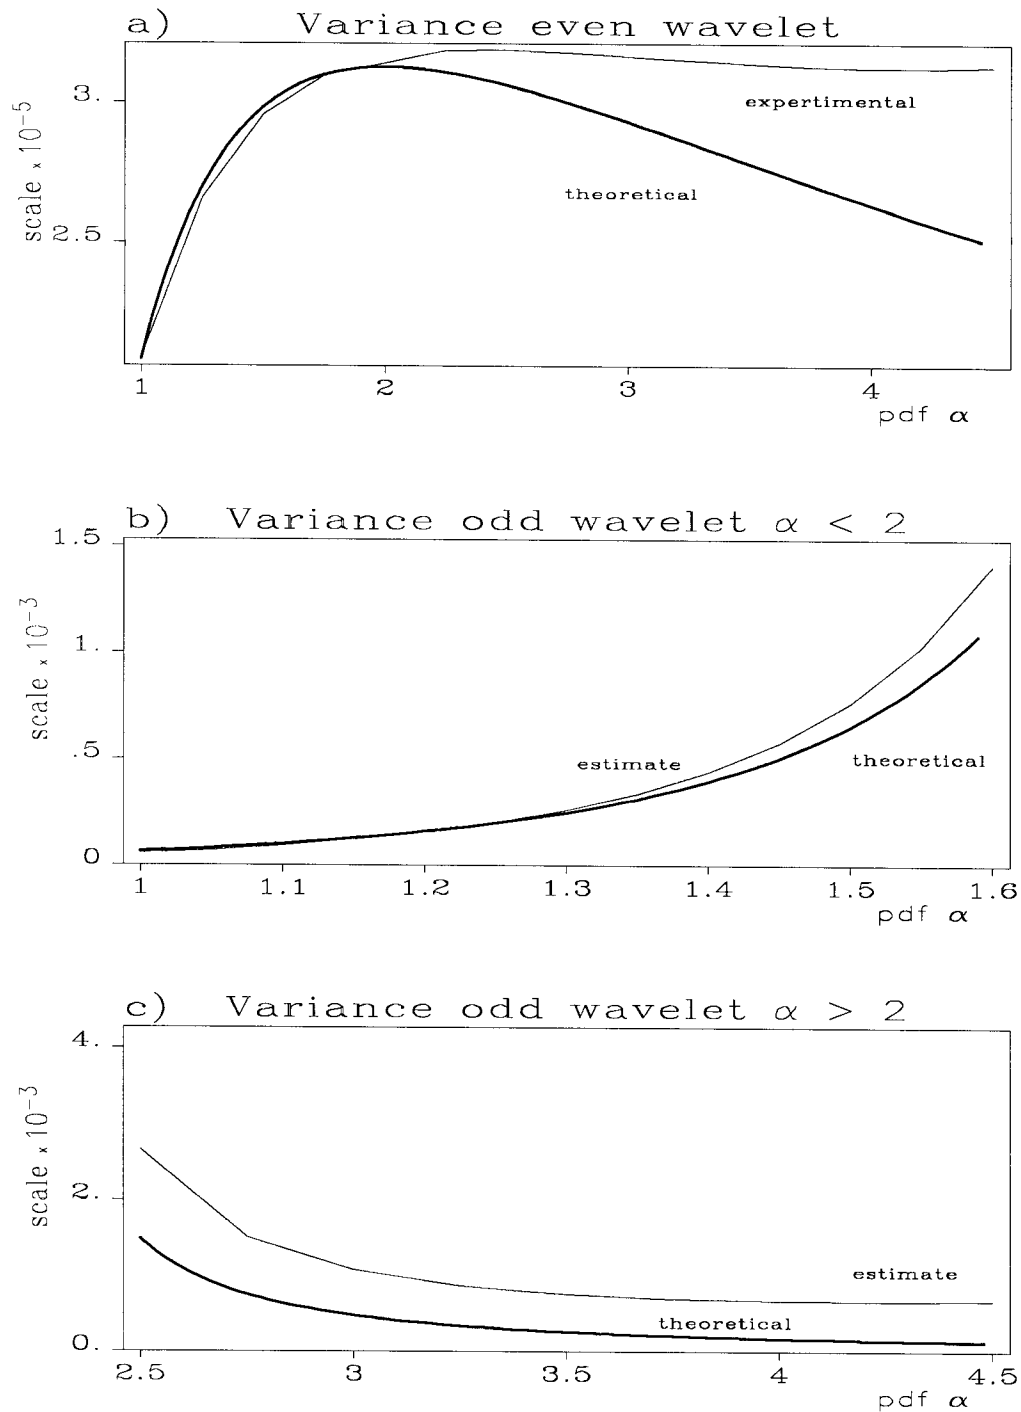 a) Variance even wavelet
scale × 10⁻⁵
3.
2.5
expertimental
theoretical
1 2 3 4
pdf α
b) Variance odd wavelet α < 2
scale × 10⁻³
1.5
1.
.5
0
estimate
theoretical
1 1.1 1.2 1.3 1.4 1.5 1.6
pdf α
c) Variance odd wavelet α > 2
scale × 10⁻³
4.
2.
0.
estimate
theoretical
2.5 3 3.5 4 4.5
pdf α